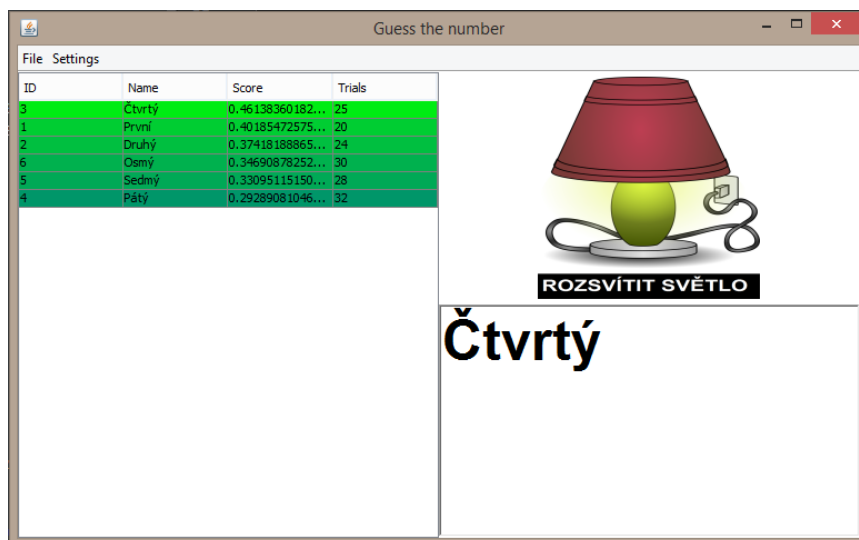 Guess the number
File Settings
ID Name Score Trials
3 Čtvrtý 0.46138360182... 25
1 První 0.40185472575... 20
2 Druhý 0.37418188865... 24
6 Osmý 0.34690878252... 30
5 Sedmý 0.33095115150... 28
4 Pátý 0.29289081046... 32
ROZSVÍTIT SVĚTLO
Čtvrtý